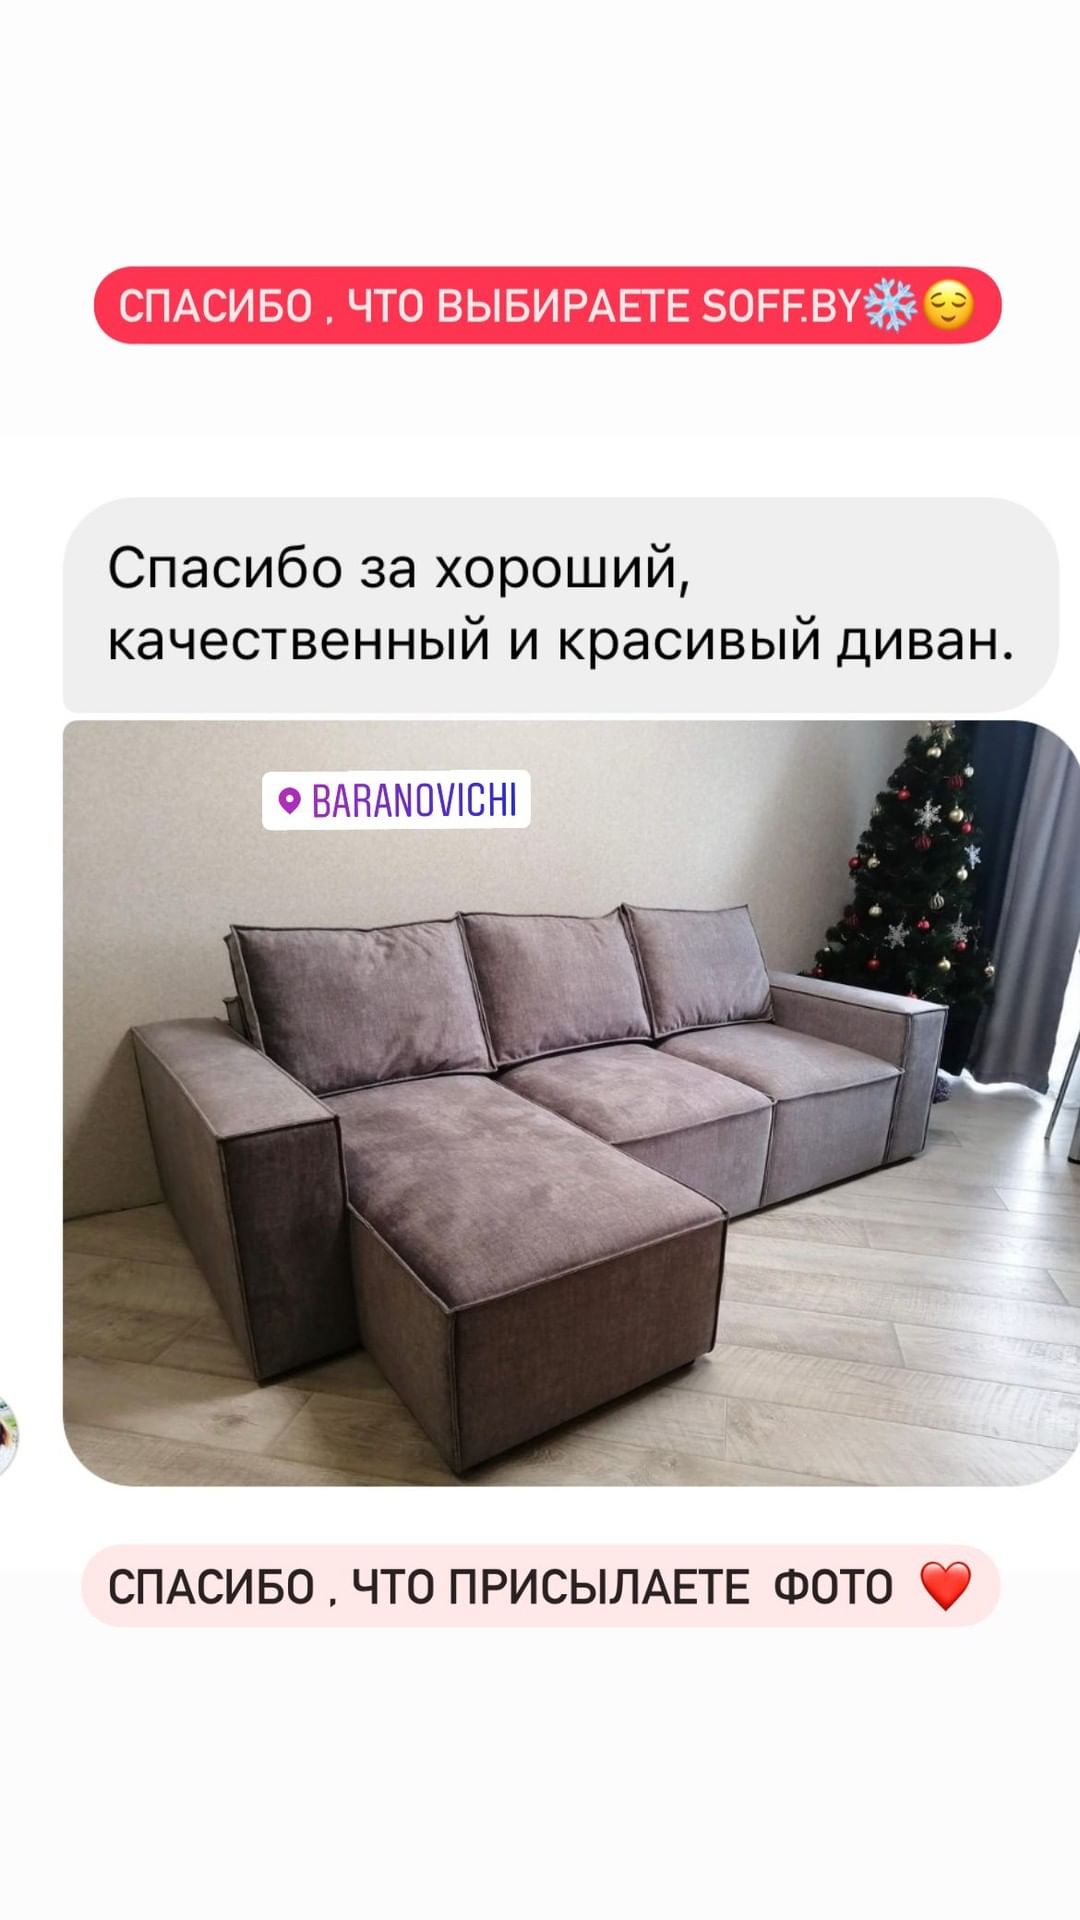 СПАСИБО , ЧТО ВЫБИРАЕТЕ SOFF.BY❄️😌
Спасибо за хороший,
качественный и красивый диван.
BARANOVICHI
СПАСИБО , ЧТО ПРИСЫЛАЕТЕ ФОТО ❤️